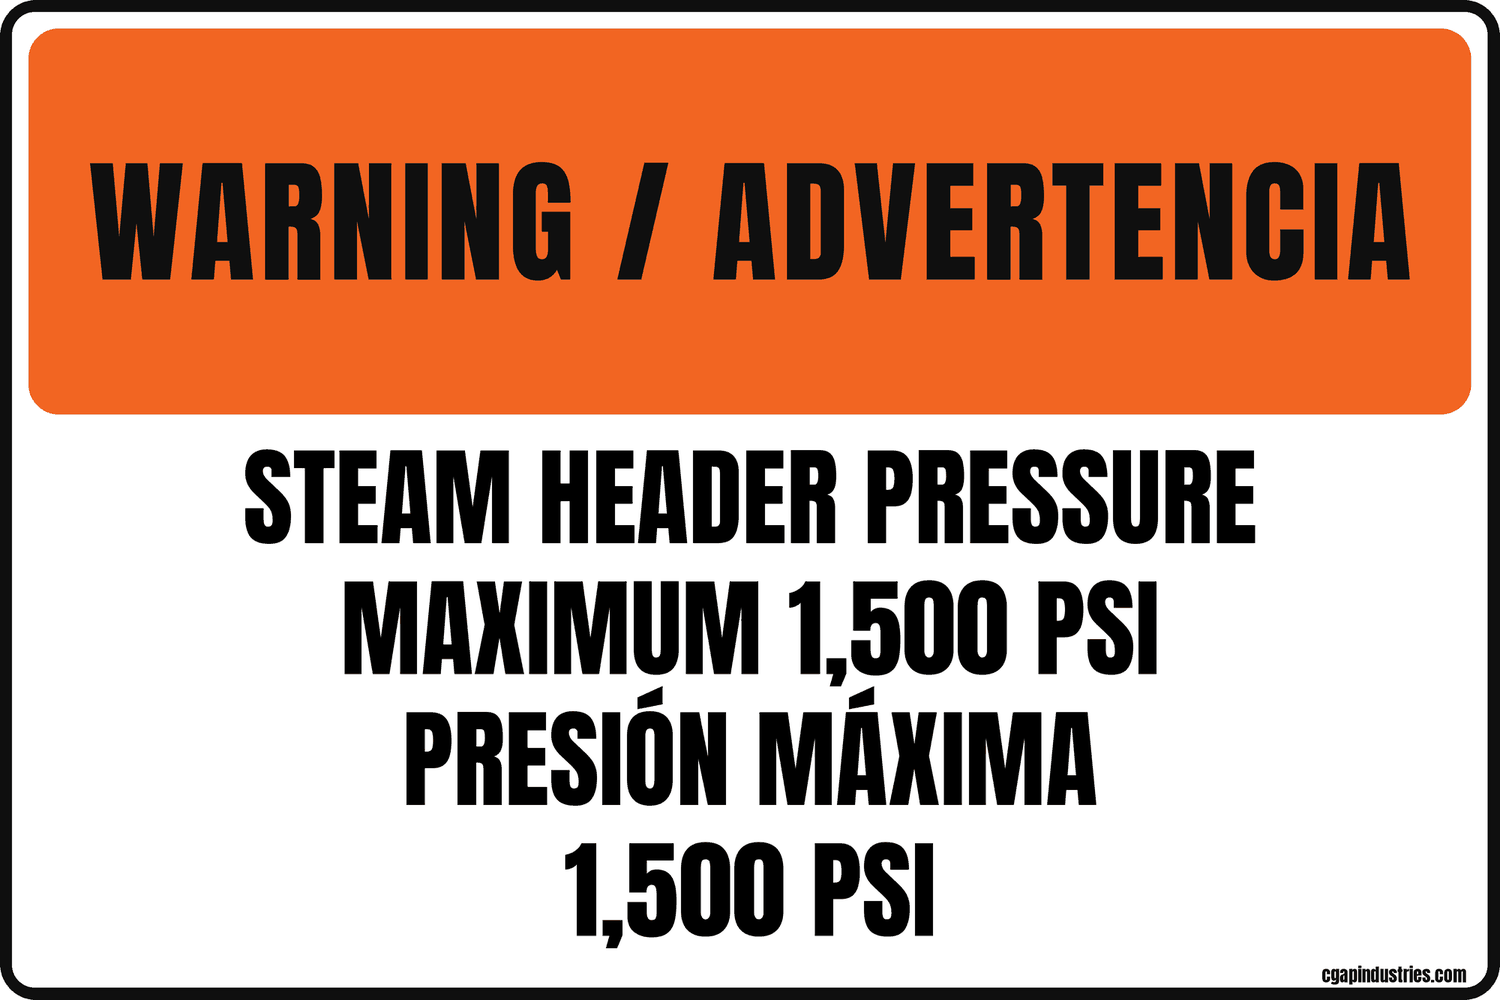 WARNING / ADVERTENCIA
STEAM HEADER PRESSURE
MAXIMUM 1,500 PSI
PRESIÓN MÁXIMA
1,500 PSI
cgapindustries.com